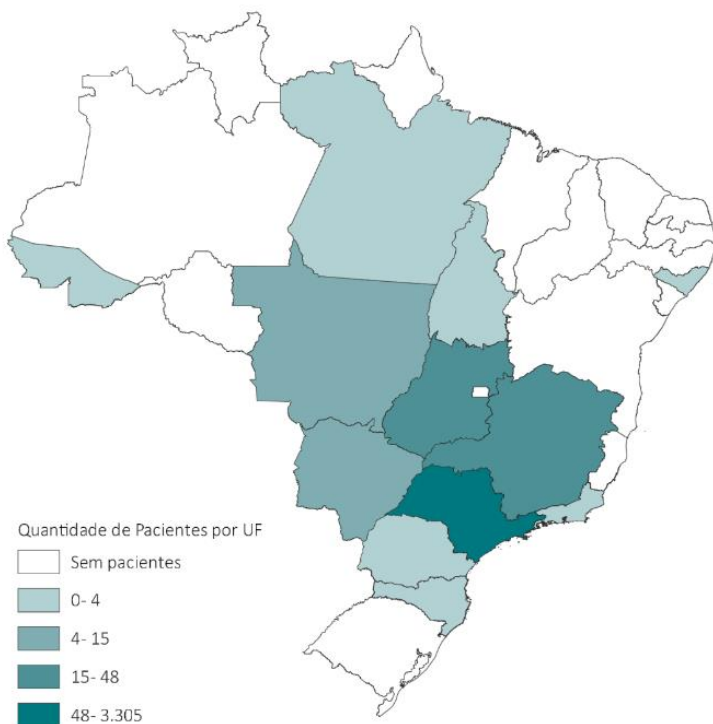 Quantidade de Pacientes por UF
Sem pacientes
0- 4
4- 15
15- 48
48- 3.305